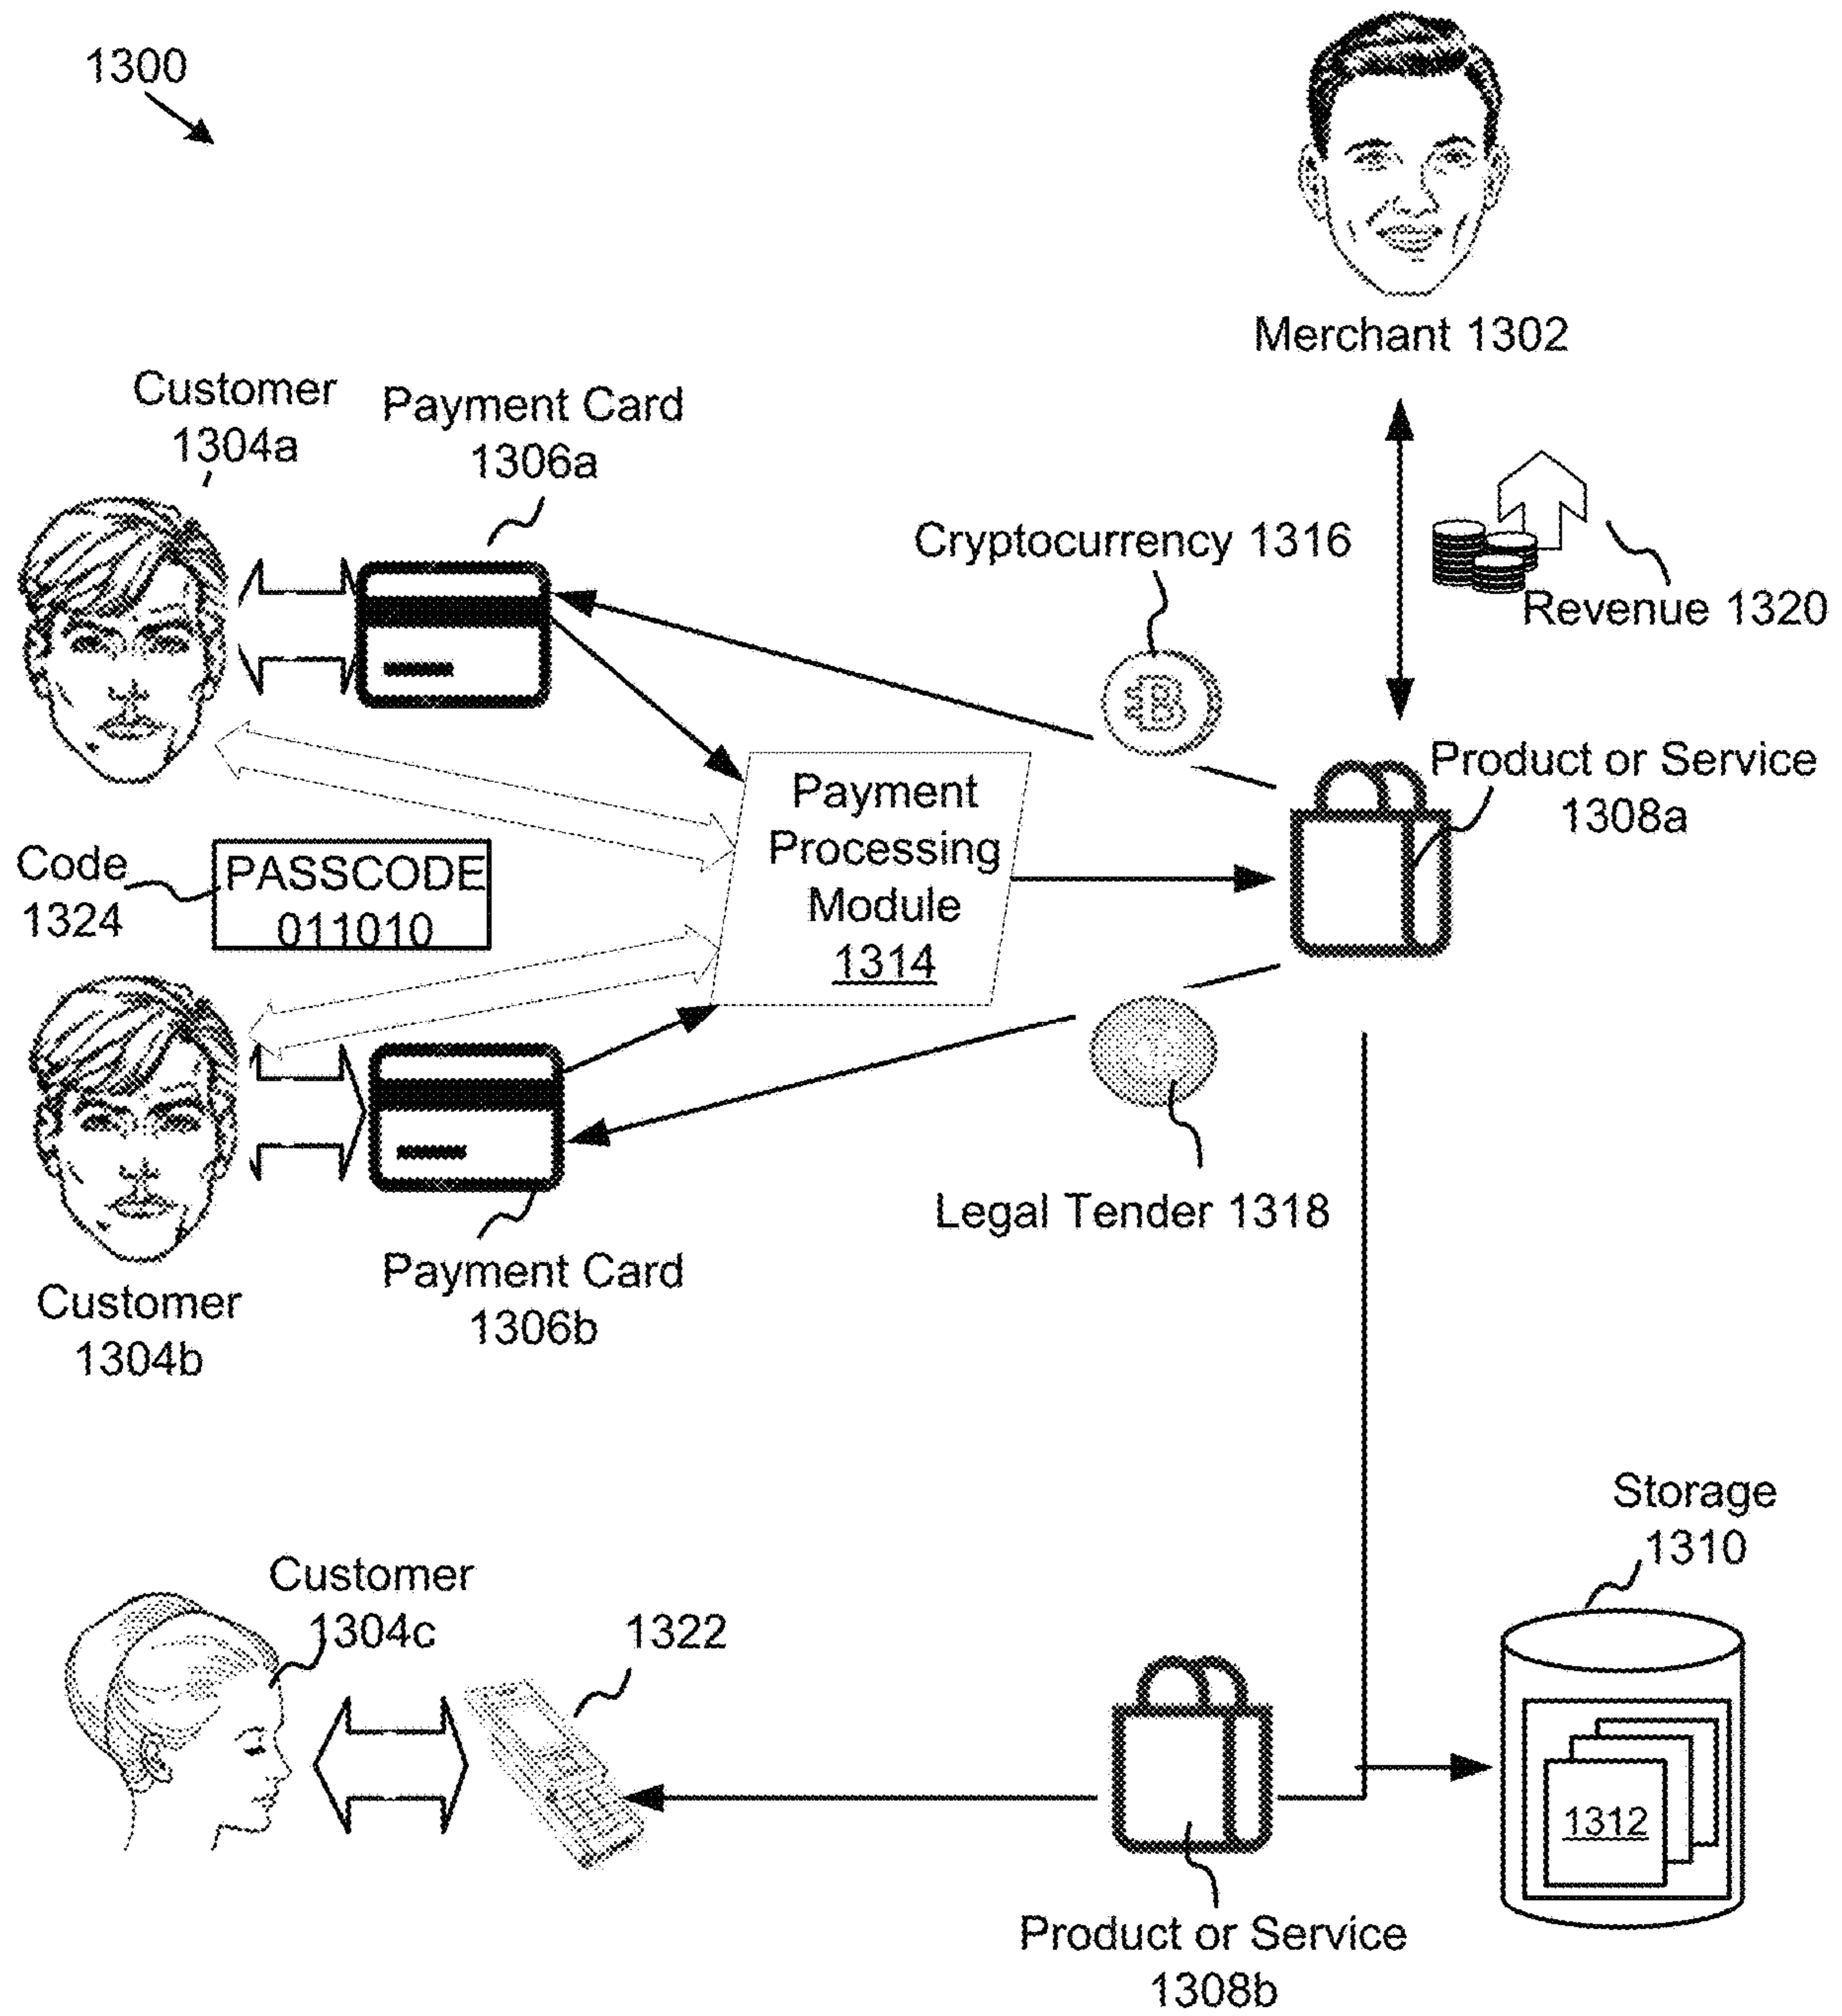 1300
Merchant 1302
Customer
1304a
Payment Card
1306a
Cryptocurrency 1316
Revenue 1320
Product or Service
1308a
Payment
Processing
Module
1314
Code
1324
PASSCODE
011010
Legal Tender 1318
Payment Card
1306b
Customer
1304b
Storage
1310
Customer
1304c
1322
1312
Product or Service
1308b